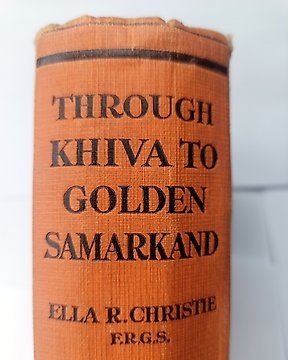 THROUGH
KHIVA TO
GOLDEN
SAMARKAND
ELLA R. CHRISTIE
F.R.G.S.